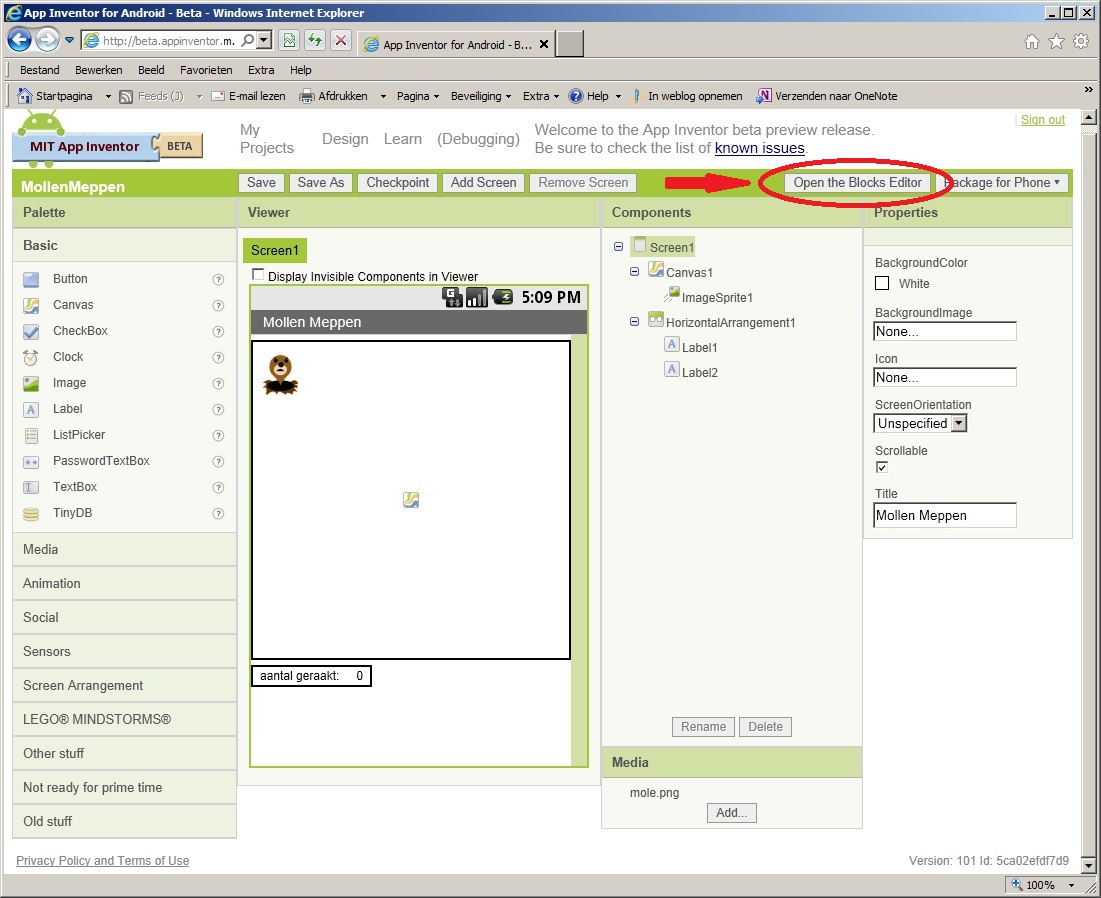 App Inventor for Android - Beta - Windows Internet Explorer
http://beta.appinventor.m.
App Inventor for Android - B...
Bestand Bewerken Beeld Favorieten Extra Help
Startpagina Feeds (J) E-mail lezen Afdrukken Pagina Beveiliging Extra Help In weblog opnemen Verzenden naar OneNote »
Sign out
MIT App Inventor BETA
My Projects
Design Learn (Debugging)
Welcome to the App Inventor beta preview release.
Be sure to check the list of known issues.
MollenMeppen Save Save As Checkpoint Add Screen Remove Screen Open the Blocks Editor Package for Phone
Palette
Basic
Button ?
Canvas ?
CheckBox ?
Clock ?
Image ?
A Label ?
ListPicker ?
PasswordTextBox ?
TextBox ?
TinyDB ?
Media
Animation
Social
Sensors
Screen Arrangement
LEGO® MINDSTORMS®
Other stuff
Not ready for prime time
Old stuff
Viewer
Screen1
Display Invisible Components in Viewer
G 5:09 PM
Mollen Meppen
aantal geraakt: 0
Components
Screen1
Canvas1
ImageSprite1
HorizontalArrangement1
A Label1
A Label2
Rename Delete
Media
mole.png
Add...
Properties
BackgroundColor
White
BackgroundImage
None...
Icon
None...
ScreenOrientation
Unspecified
Scrollable
Title
Mollen Meppen
Privacy Policy and Terms of Use
Version: 101 Id: 5ca02efdf7d9
100%